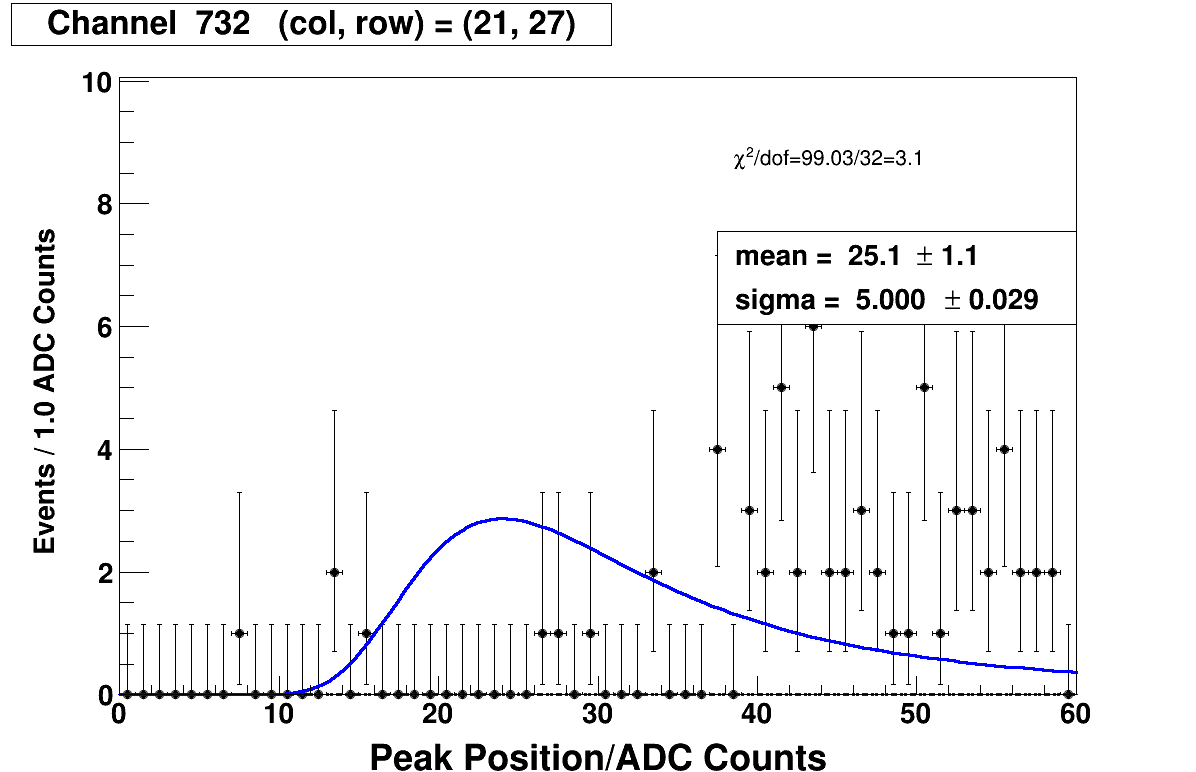 Channel 732 (col, row) = (21, 27)
10
χ²/dof=99.03/32=3.1
8
mean = 25.1 ± 1.1
sigma = 5.000 ± 0.029
6
4
2
0
Events / 1.0 ADC Counts
0 10 20 30 40 50 60
Peak Position/ADC Counts